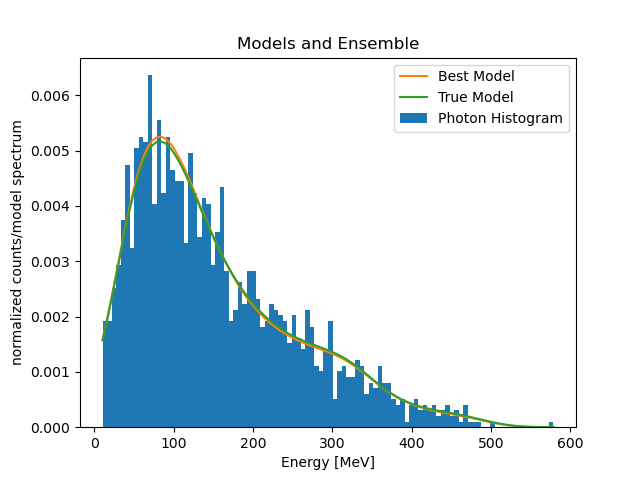 Models and Ensemble
Best Model
True Model
Photon Histogram
normalized counts/model spectrum
0.006
0.005
0.004
0.003
0.002
0.001
0.000
0 100 200 300 400 500 600
Energy [MeV]